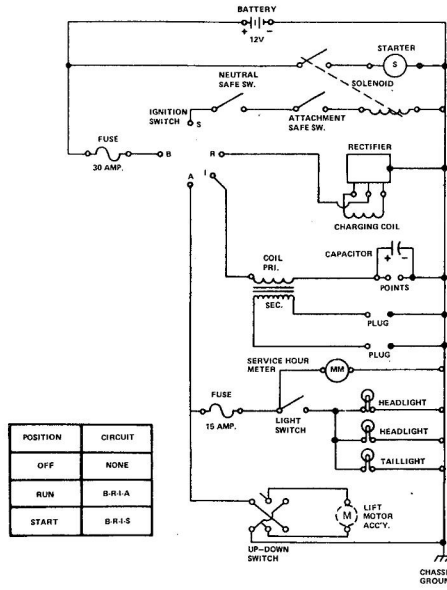 BATTERY
+ −
12V
STARTER
S
NEUTRAL
SAFE SW.
SOLENOID
IGNITION
SWITCH
S
ATTACHMENT
SAFE SW.
FUSE
30 AMP.
B
R
I
A
RECTIFIER
CHARGING COIL
COIL
PRI.
SEC.
CAPACITOR
+ −
POINTS
PLUG
PLUG
SERVICE HOUR
METER
MM
FUSE
15 AMP.
LIGHT
SWITCH
HEADLIGHT
HEADLIGHT
TAILLIGHT
POSITION CIRCUIT
OFF NONE
RUN B-R-I-A
START B-R-I-S
UP-DOWN
SWITCH
M
LIFT
MOTOR
ACC'Y.
CHASSIS
GROUND